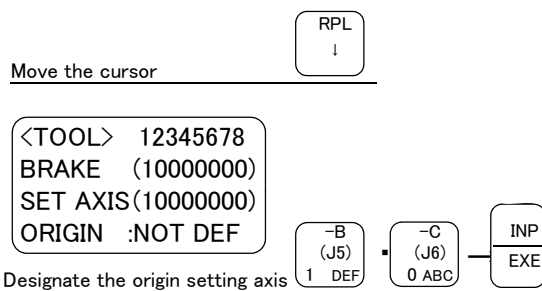 RPL
↓
Move the cursor
<TOOL> 12345678
BRAKE (10000000)
SET AXIS(10000000)
ORIGIN :NOT DEF
Designate the origin setting axis
-B
(J5)
1 DEF
-C
(J6)
0 ABC
INP
EXE